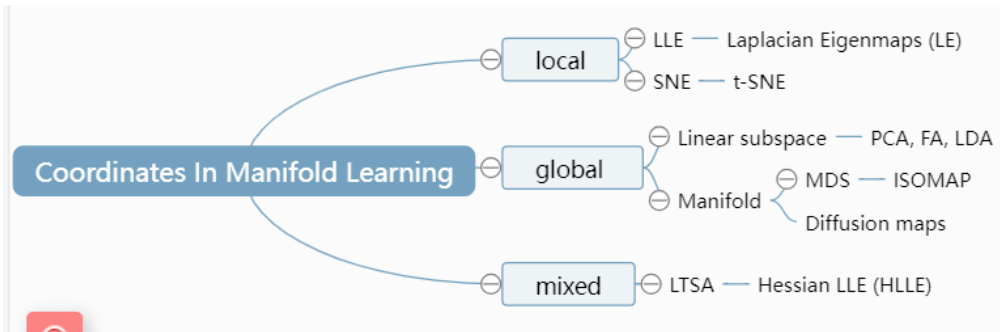 Coordinates In Manifold Learning
local
LLE
Laplacian Eigenmaps (LE)
SNE
t-SNE
global
Linear subspace
PCA, FA, LDA
Manifold
MDS
ISOMAP
Diffusion maps
mixed
LTSA
Hessian LLE (HLLE)